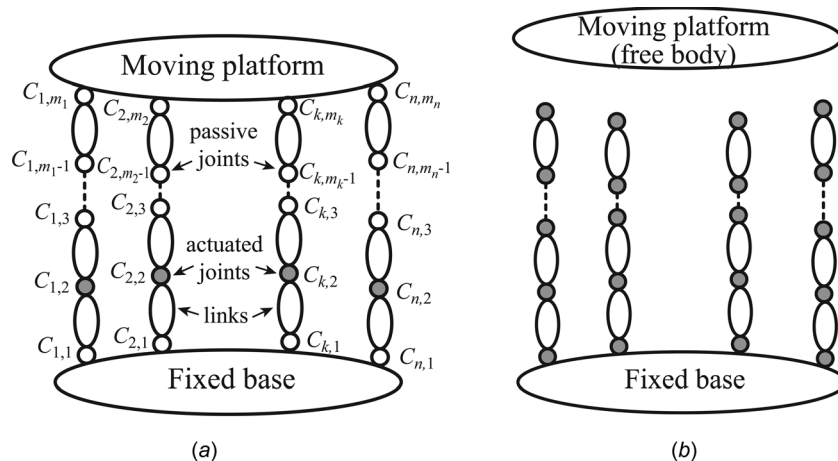 Moving platform
C1,m1
C2,m2
Ck,mk
Cn,mn
passive
joints
C1,m1-1
C2,m2-1
Ck,mk-1
Cn,mn-1
C1,3
C2,3
Ck,3
Cn,3
actuated
joints
C1,2
C2,2
Ck,2
Cn,2
links
C1,1
C2,1
Ck,1
Cn,1
Fixed base
(a)
Moving platform
(free body)
Fixed base
(b)